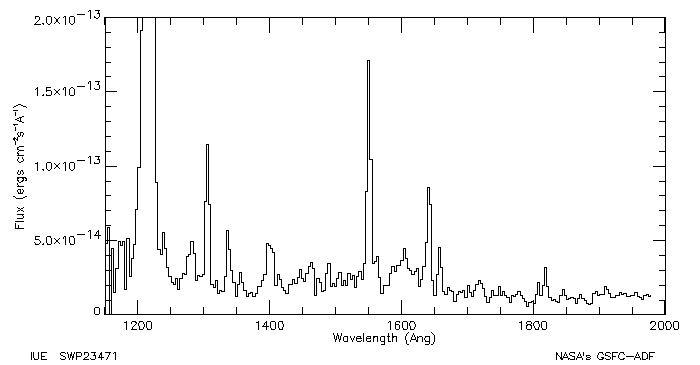 2.0×10⁻¹³
1.5×10⁻¹³
1.0×10⁻¹³
5.0×10⁻¹⁴
0
Flux (ergs cm⁻²s⁻¹A⁻¹)
1200 1400 1600 1800 2000
Wavelength (Ang)
IUE SWP23471 NASA's GSFC–ADF